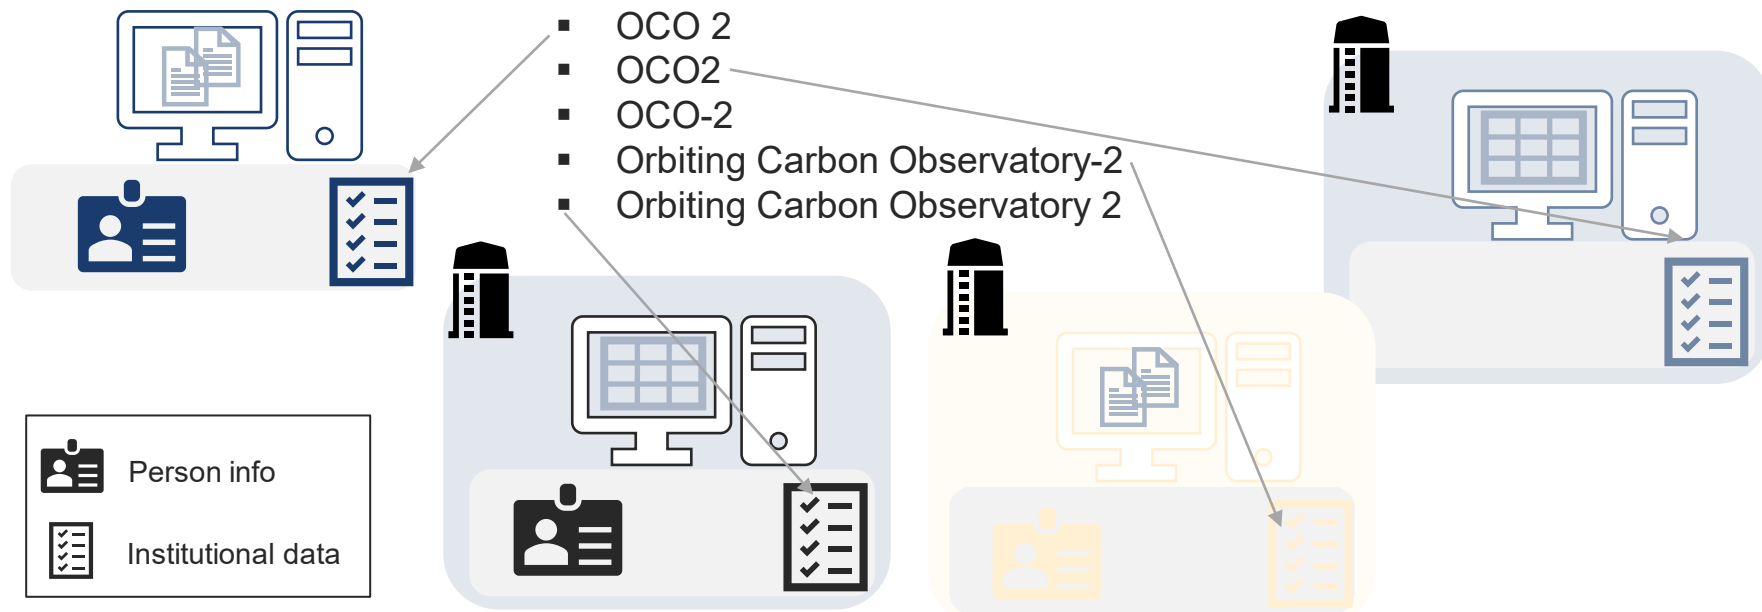 ▪ OCO 2
▪ OCO2
▪ OCO-2
▪ Orbiting Carbon Observatory-2
▪ Orbiting Carbon Observatory 2
Person info
Institutional data